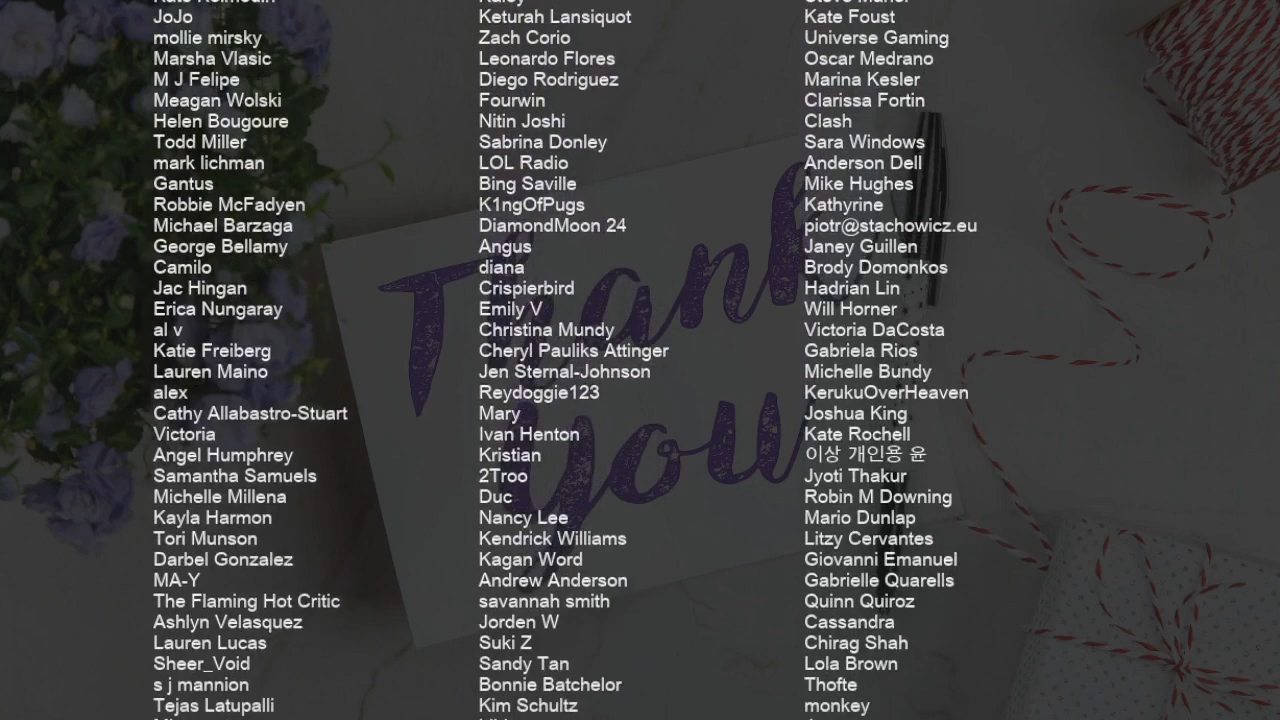 JoJo
mollie mirsky
Marsha Vlasic
M J Felipe
Meagan Wolski
Helen Bougoure
Todd Miller
mark lichman
Gantus
Robbie McFadyen
Michael Barzaga
George Bellamy
Camilo
Jac Hingan
Erica Nungaray
al v
Katie Freiberg
Lauren Maino
alex
Cathy Allabastro-Stuart
Victoria
Angel Humphrey
Samantha Samuels
Michelle Millena
Kayla Harmon
Tori Munson
Darbel Gonzalez
MA-Y
The Flaming Hot Critic
Ashlyn Velasquez
Lauren Lucas
Sheer_Void
s j mannion
Tejas Latupalli
Keturah Lansiquot
Zach Corio
Leonardo Flores
Diego Rodriguez
Fourwin
Nitin Joshi
Sabrina Donley
LOL Radio
Bing Saville
K1ngOfPugs
DiamondMoon 24
Angus
diana
Crispierbird
Emily V
Christina Mundy
Cheryl Pauliks Attinger
Jen Sternal-Johnson
Reydoggie123
Mary
Ivan Henton
Kristian
2Troo
Duc
Nancy Lee
Kendrick Williams
Kagan Word
Andrew Anderson
savannah smith
Jorden W
Suki Z
Sandy Tan
Bonnie Batchelor
Kim Schultz
Kate Foust
Universe Gaming
Oscar Medrano
Marina Kesler
Clarissa Fortin
Clash
Sara Windows
Anderson Dell
Mike Hughes
Kathyrine
piotr@stachowicz.eu
Janey Guillen
Brody Domonkos
Hadrian Lin
Will Horner
Victoria DaCosta
Gabriela Rios
Michelle Bundy
KerukuOverHeaven
Joshua King
Kate Rochell
이상 개인용 윤
Jyoti Thakur
Robin M Downing
Mario Dunlap
Litzy Cervantes
Giovanni Emanuel
Gabrielle Quarells
Quinn Quiroz
Cassandra
Chirag Shah
Lola Brown
Thofte
monkey
Thank
you